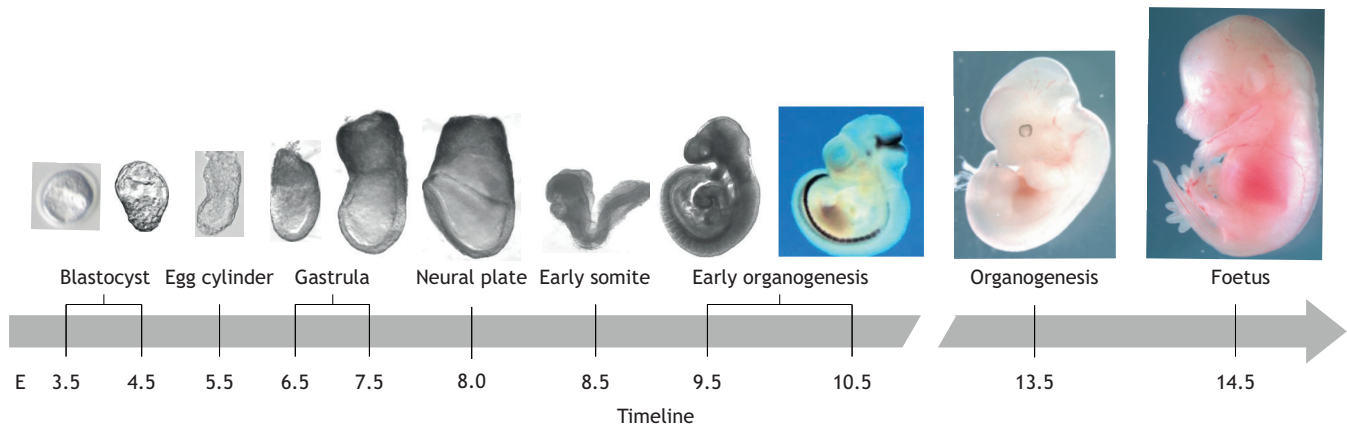 Blastocyst Egg cylinder Gastrula Neural plate Early somite Early organogenesis Organogenesis Foetus
E 3.5 4.5 5.5 6.5 7.5 8.0 8.5 9.5 10.5 13.5 14.5
Timeline